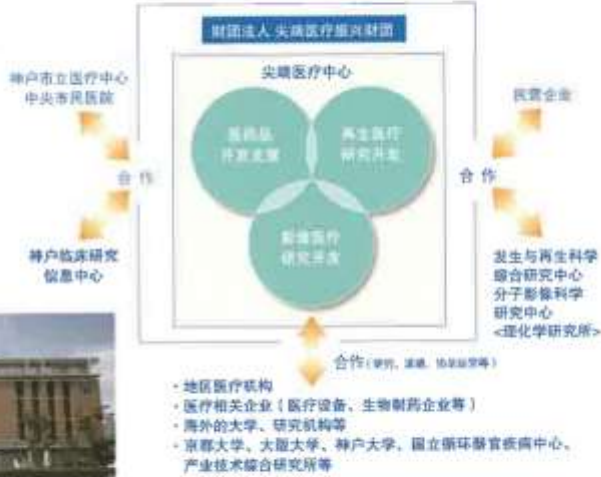 財団法人 尖端医疗振兴财团
尖端医疗中心
神户市立医疗中心
中央市民医院
民营企业
医药品
开发支援
再生医疗
研究开发
合作
合作
影像医疗
研究开发
神户临床研究
信息中心
发生与再生科学
综合研究中心
分子影像科学
研究中心
<理化学研究所>
合作
・地区医疗机构
・医疗相关企业（医疗设备、生物制药企业等）
・海外的大学、研究机构等
・京都大学、大阪大学、神户大学、国立循环器官疾病中心、
产业技术综合研究所等